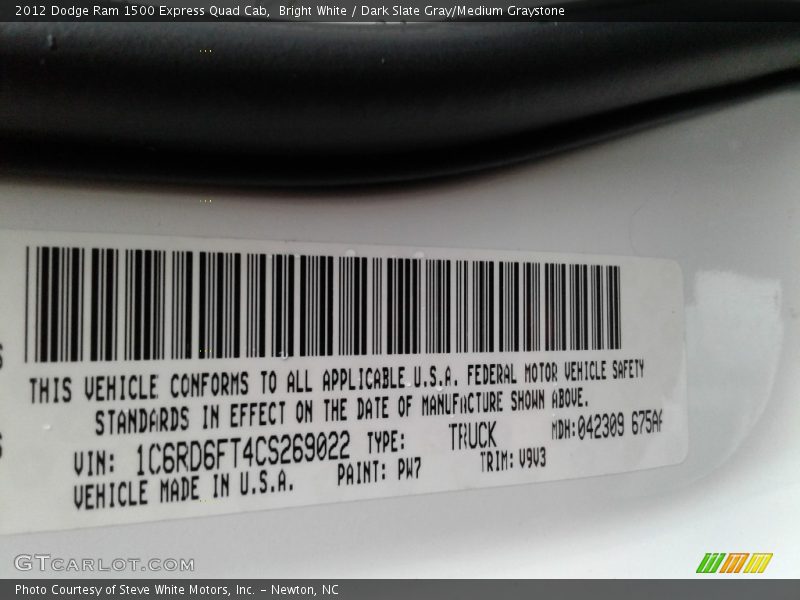 2012 Dodge Ram 1500 Express Quad Cab,  Bright White / Dark Slate Gray/Medium Graystone
THIS VEHICLE CONFORMS TO ALL APPLICABLE U.S.A. FEDERAL MOTOR VEHICLE SAFETY
STANDARDS IN EFFECT ON THE DATE OF MANUFACTURE SHOWN ABOVE.
VIN: 1C6RD6FT4CS269022 TYPE: TRUCK MDH:042309 675AA
VEHICLE MADE IN U.S.A. PAINT: PW7 TRIM: V9V3
GTCARLOT.COM
Photo Courtesy of Steve White Motors, Inc. – Newton, NC